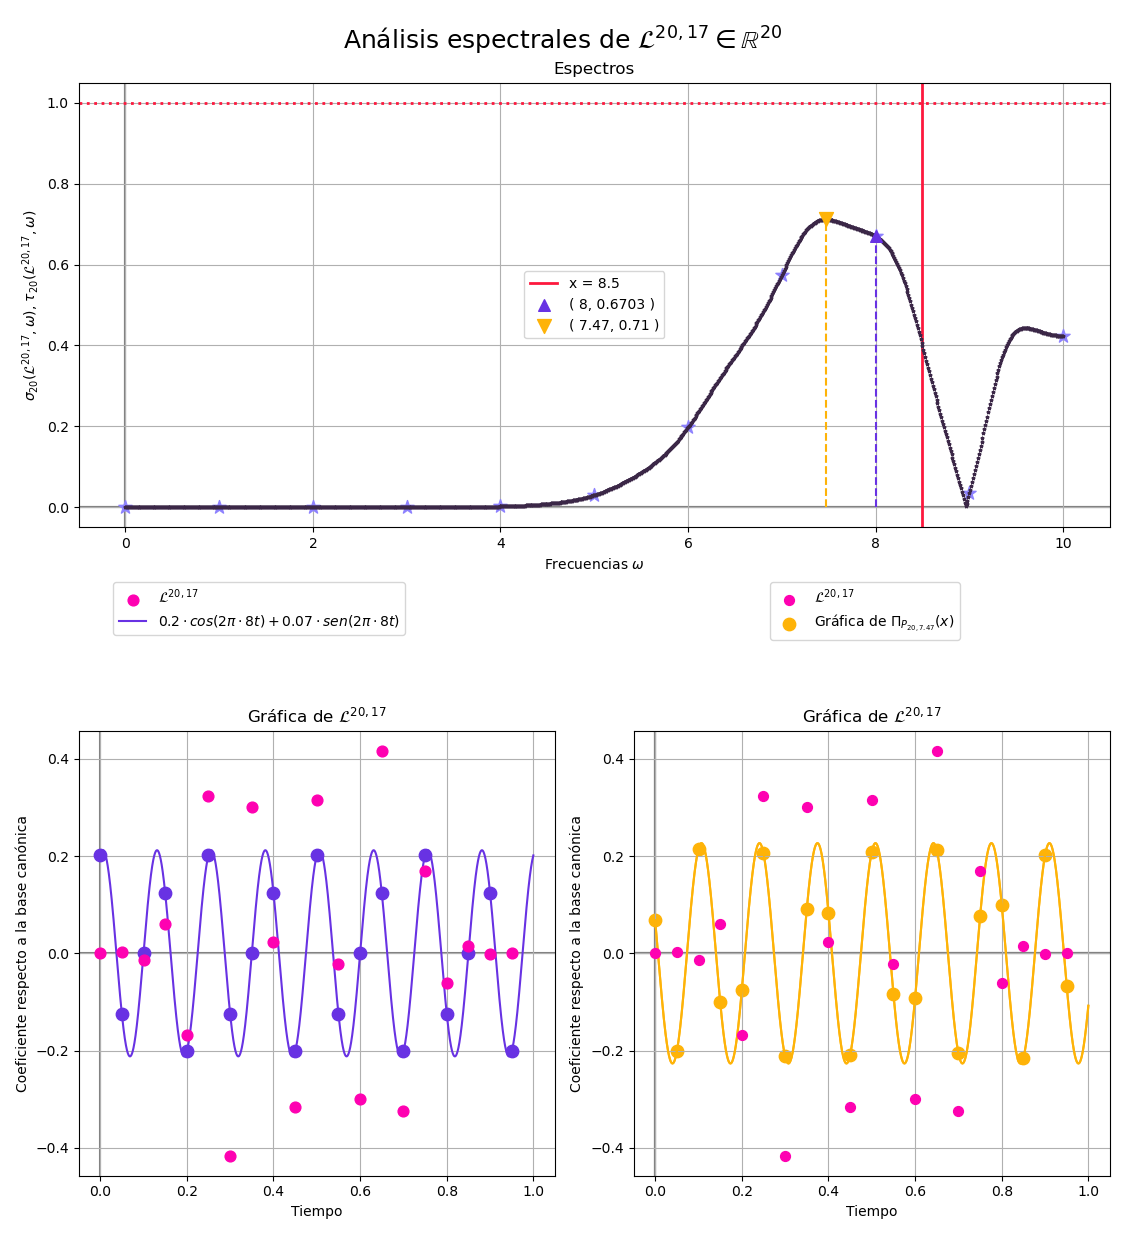 Análisis espectrales de 𝓛^{20,17} ∈ ℝ^{20}
Espectros
1.0
0.8
0.6
0.4
0.2
0.0
σ_{20}(𝓛^{20,17}, ω), τ_{20}(𝓛^{20,17}, ω)
x = 8.5
( 8, 0.6703 )
( 7.47, 0.71 )
0 2 4 6 8 10
Frecuencias ω
𝓛^{20,17}
0.2 · cos(2π · 8t) + 0.07 · sen(2π · 8t)
𝓛^{20,17}
Gráfica de Π_{P_{20,7.47}}(x)
Gráfica de 𝓛^{20,17}
0.4
0.2
0.0
−0.2
−0.4
Coeficiente respecto a la base canónica
0.0 0.2 0.4 0.6 0.8 1.0
Tiempo
Gráfica de 𝓛^{20,17}
0.4
0.2
0.0
−0.2
−0.4
Coeficiente respecto a la base canónica
0.0 0.2 0.4 0.6 0.8 1.0
Tiempo